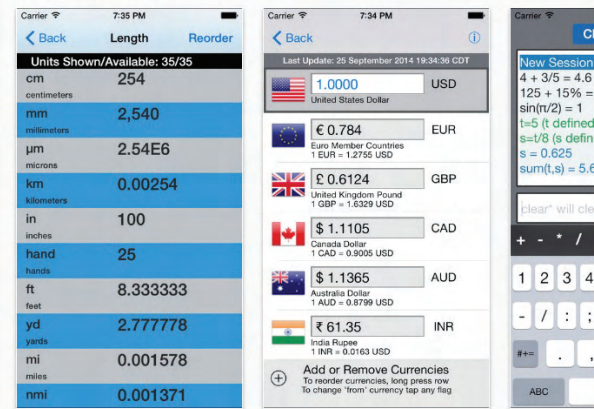 Carrier 7:35 PM
Back Length Reorder
Units Shown/Available: 35/35
cm 254
centimeters
mm 2,540
millimeters
µm 2.54E6
microns
km 0.00254
kilometers
in 100
inches
hand 25
hands
ft 8.333333
feet
yd 2.777778
yards
mi 0.001578
miles
nmi 0.001371
Carrier 7:34 PM
Back
Last Update: 25 September 2014 19:34:36 CDT
1.0000 USD
United States Dollar
€ 0.784 EUR
Euro Member Countries
1 EUR = 1.2755 USD
£ 0.6124 GBP
United Kingdom Pound
1 GBP = 1.6329 USD
$ 1.1105 CAD
Canada Dollar
1 CAD = 0.9005 USD
$ 1.1365 AUD
Australia Dollar
1 AUD = 0.8799 USD
₹ 61.35 INR
India Rupee
1 INR = 0.0163 USD
Add or Remove Currencies
To reorder currencies, long press row
To change 'from' currency tap any flag
Carrier
New Session
4 + 3/5 = 4.6
125 + 15% =
sin(π/2) = 1
t=5 (t defined
s=t/8 (s defin
s = 0.625
sum(t,s) = 5.6
clear" will cle
+ - * /
1 2 3 4
- / : ;
#+= . ,
ABC